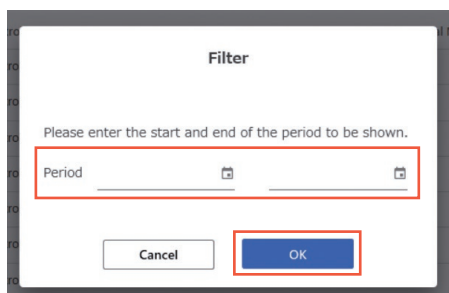 Filter
Please enter the start and end of the period to be shown.
Period
Cancel
OK